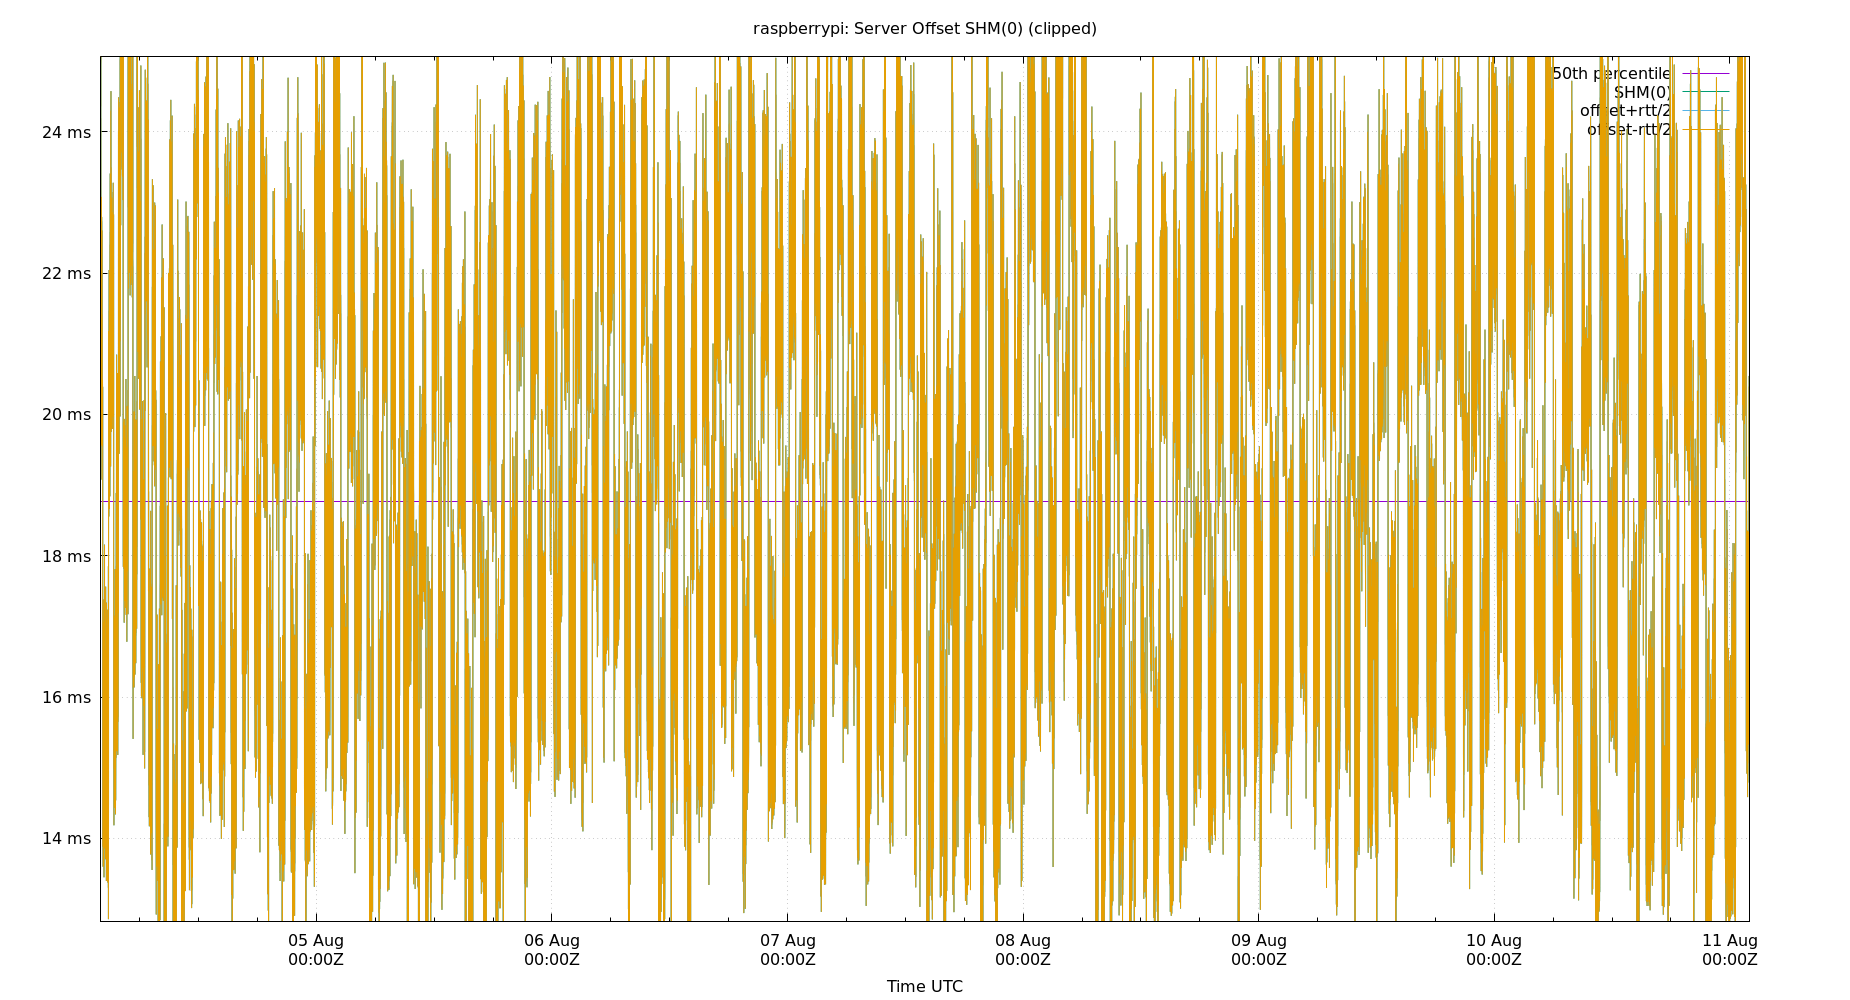 raspberrypi: Server Offset SHM(0) (clipped)
50th percentile
SHM(0)
offset+rtt/2
offset-rtt/2
24 ms
22 ms
20 ms
18 ms
16 ms
14 ms
05 Aug 06 Aug 07 Aug 08 Aug 09 Aug 10 Aug 11 Aug
00:00Z 00:00Z 00:00Z 00:00Z 00:00Z 00:00Z 00:00Z
Time UTC